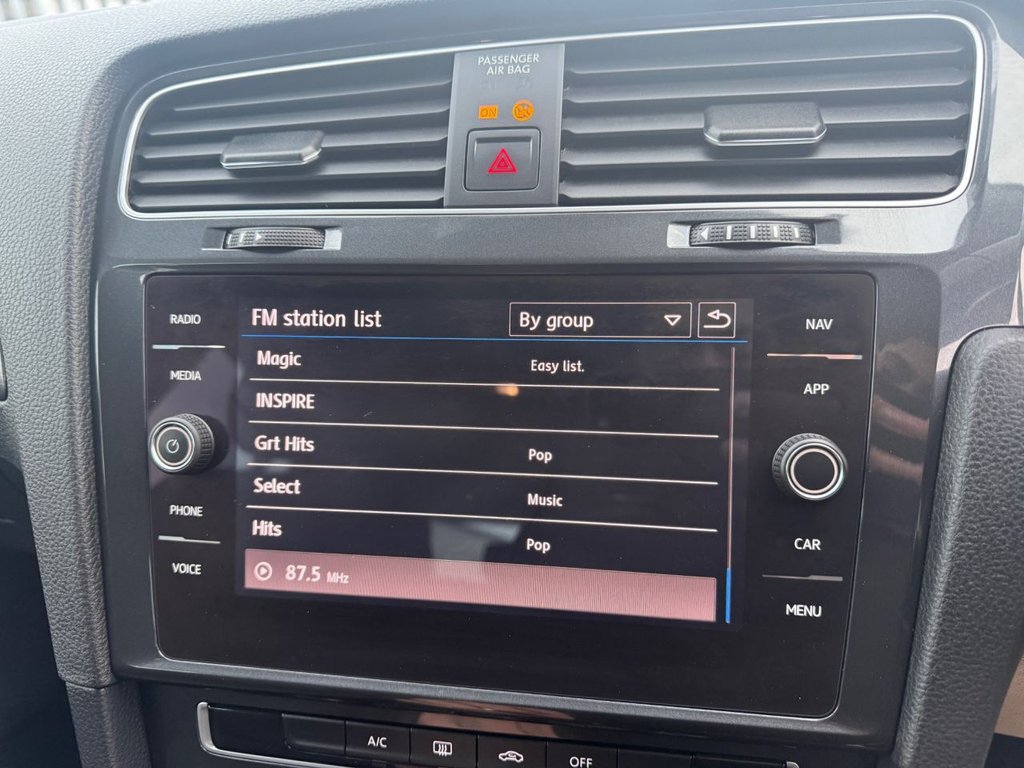 PASSENGER
AIR BAG
ON
RADIO
MEDIA
PHONE
VOICE
FM station list
By group
Magic Easy list.
INSPIRE
Grt Hits Pop
Select Music
Hits Pop
87.5 MHz
NAV
APP
CAR
MENU
A/C
OFF